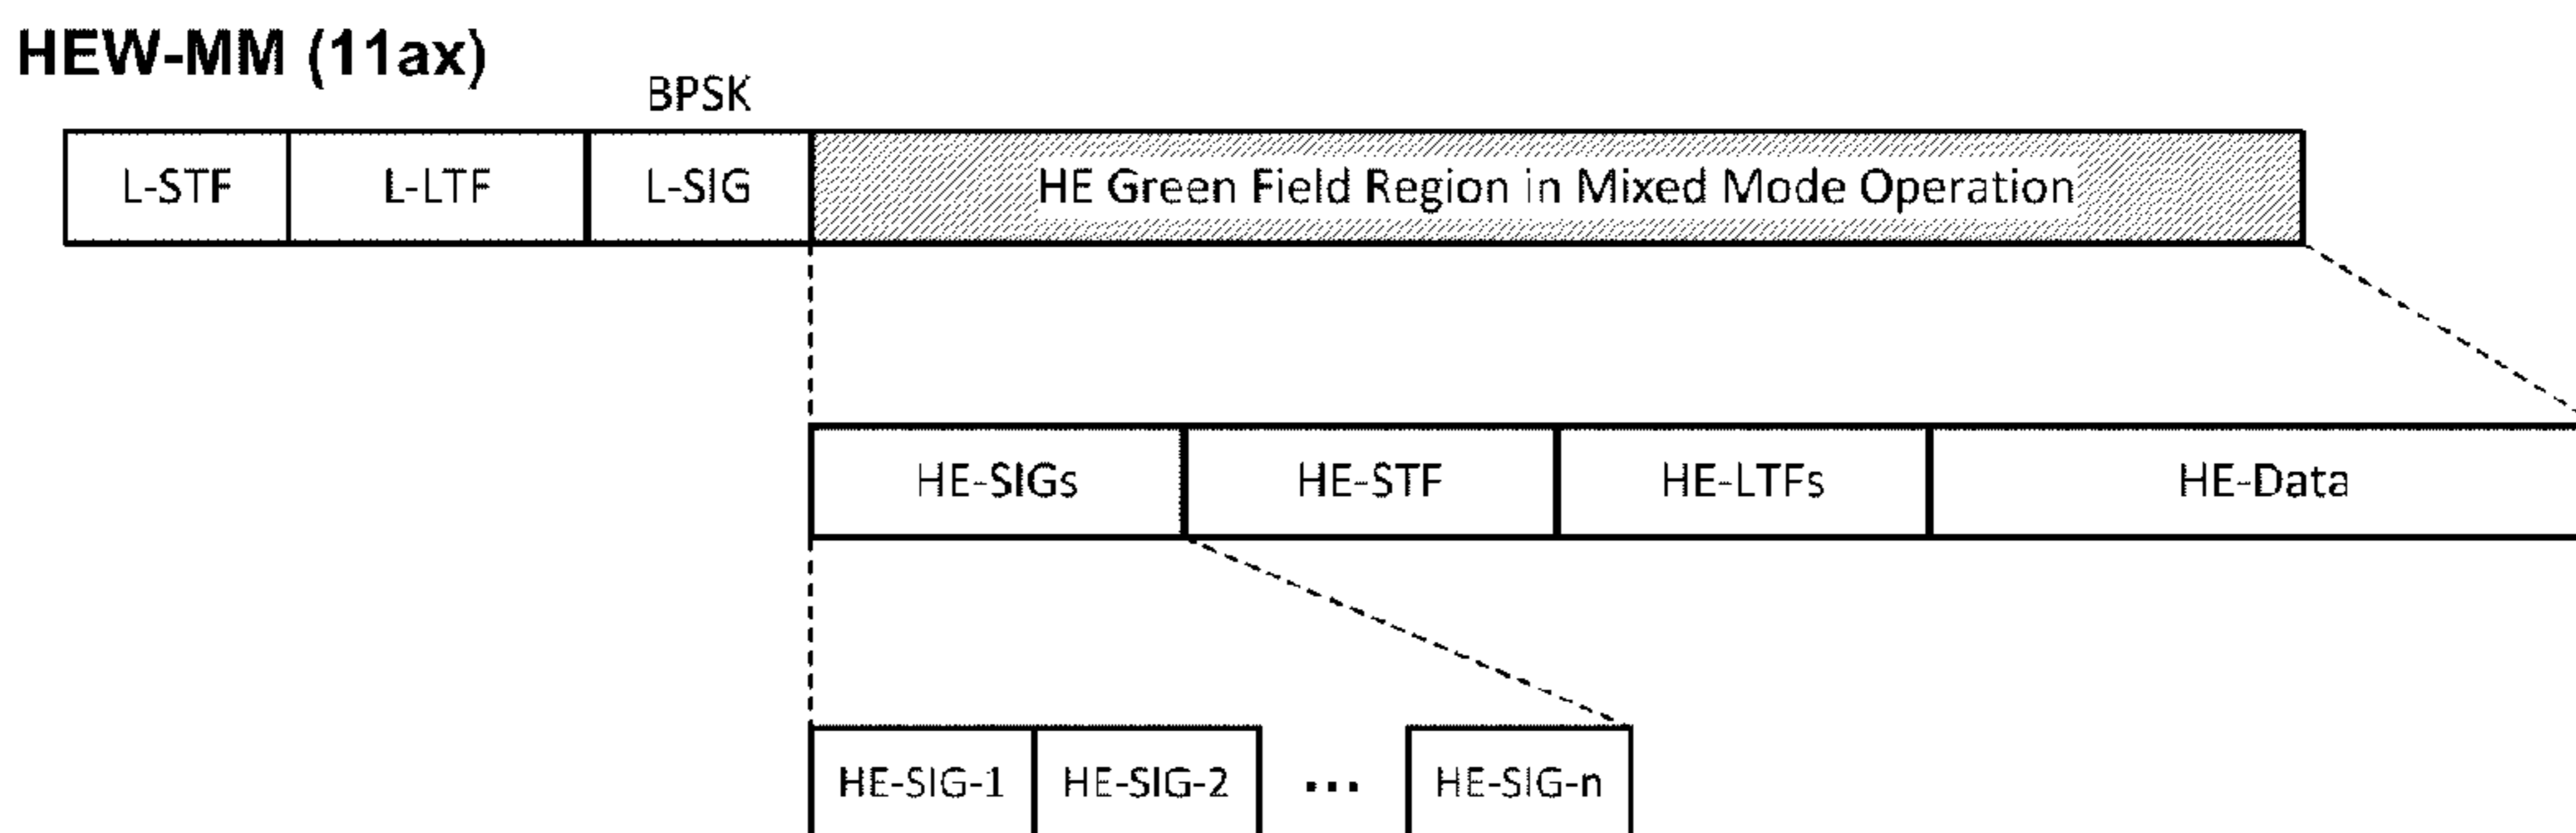 HEW-MM (11ax)
BPSK
L-STF L-LTF L-SIG HE Green Field Region in Mixed Mode Operation
HE-SIGs HE-STF HE-LTFs HE-Data
HE-SIG-1 HE-SIG-2 ... HE-SIG-n